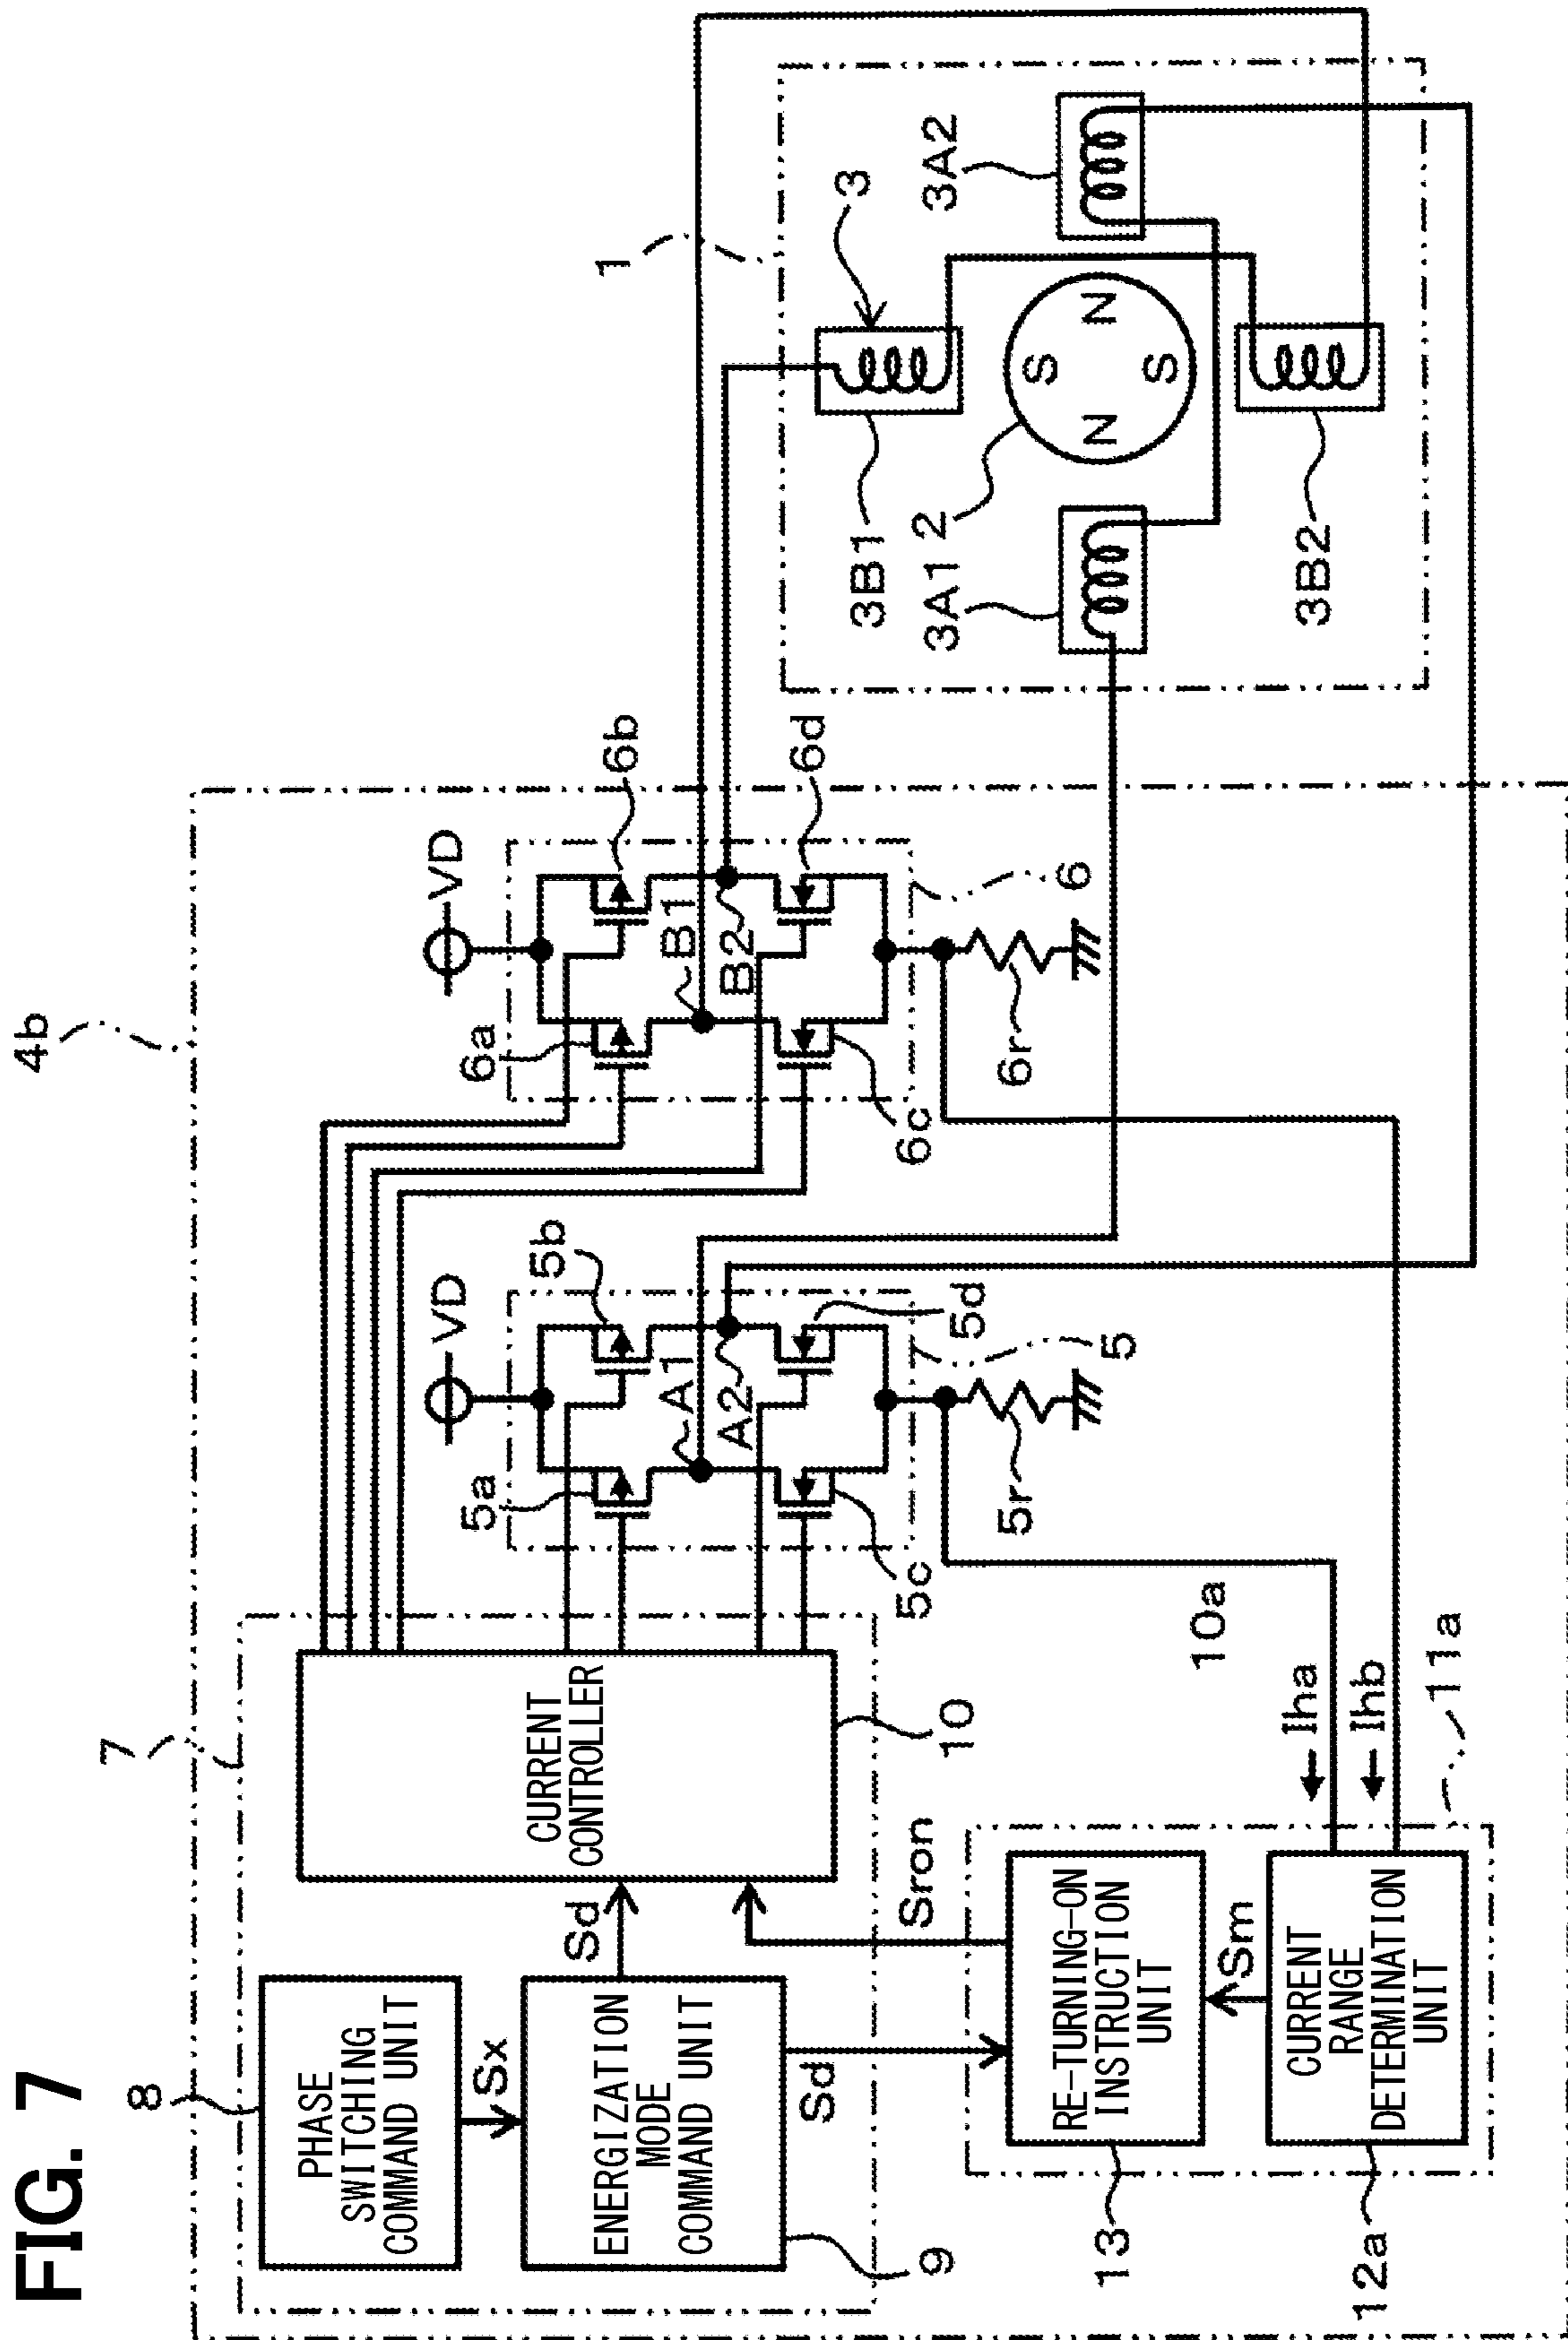 FIG. 7
4b
7
8
PHASE
SWITCHING
COMMAND UNIT
Sx
ENERGIZATION
MODE
COMMAND UNIT
9
Sd
Sd
CURRENT
CONTROLLER
10
Sron
RE-TURNING-ON
INSTRUCTION
UNIT
13
Sm
CURRENT
RANGE
DETERMINATION
UNIT
12a
11a
10a
Iha
Ihb
VD
5a
5b
A1
A2
5c
5d
5
5r
VD
6a
6b
B1
B2
6c
6d
6
6r
1
3
3B1
3A2
2
3A1
3B2
S
N
N
S